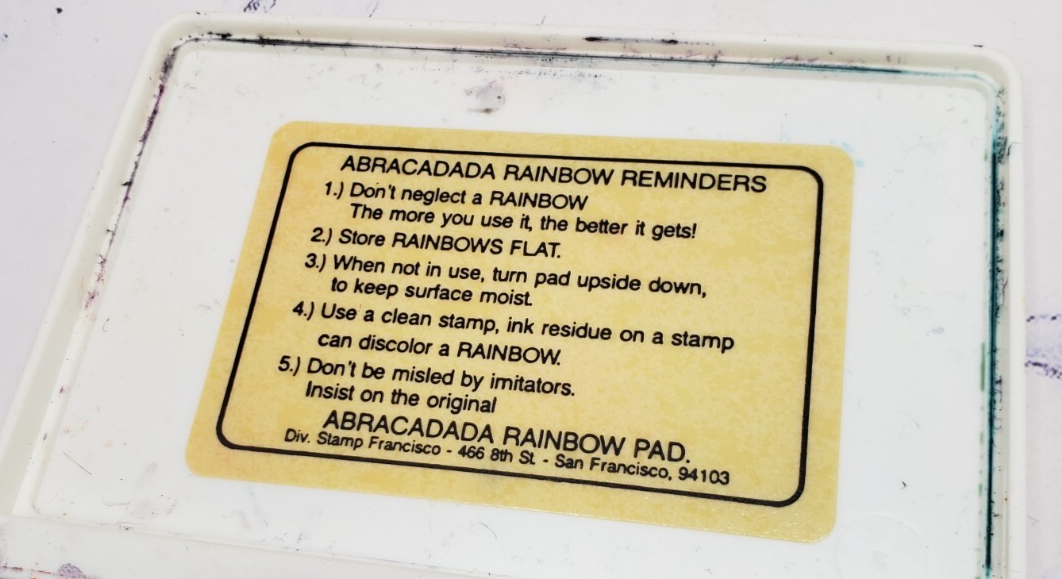 ABRACADADA RAINBOW REMINDERS
1.) Don't neglect a RAINBOW
The more you use it, the better it gets!
2.) Store RAINBOWS FLAT.
3.) When not in use, turn pad upside down,
to keep surface moist.
4.) Use a clean stamp, ink residue on a stamp
can discolor a RAINBOW.
5.) Don't be misled by imitators.
Insist on the original
ABRACADADA RAINBOW PAD.
Div. Stamp Francisco - 466 8th St. - San Francisco, 94103